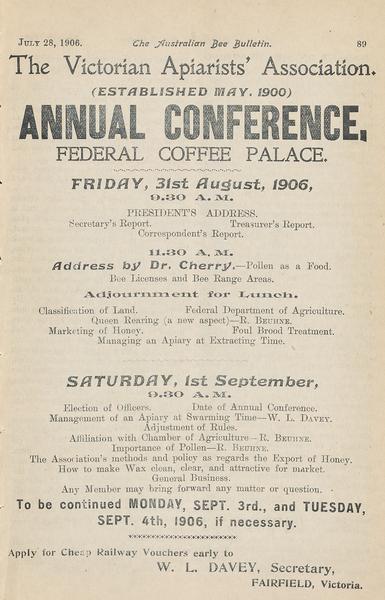 JULY 28, 1906. The Australian Bee Bulletin. 89
The Victorian Apiarists' Association.
(ESTABLISHED MAY. 1900)
ANNUAL CONFERENCE,
FEDERAL COFFEE PALACE.
FRIDAY, 31st August, 1906,
9.30 A.M.
PRESIDENT'S ADDRESS.
Secretary's Report. Treasurer's Report.
Correspondent's Report.
11.30 A.M.
Address by Dr. Cherry.—Pollen as a Food.
Bee Licenses and Bee Range Areas.
Adjournment for Lunch.
Classification of Land. Federal Department of Agriculture.
Queen Rearing (a new aspect)—R. BEUHNE.
Marketing of Honey. Foul Brood Treatment.
Managing an Apiary at Extracting Time.
SATURDAY, 1st September,
9.30 A.M.
Election of Officers. Date of Annual Conference.
Management of an Apiary at Swarming Time—W. L. DAVEY.
Adjustment of Rules.
Affiliation with Chamber of Agriculture—R. BEUHNE.
Importance of Pollen—R. BEUHNE.
The Association's methods and policy as regards the Export of Honey.
How to make Wax clean, clear, and attractive for market.
General Business.
Any Member may bring forward any matter or question.
To be continued MONDAY, SEPT. 3rd., and TUESDAY,
SEPT. 4th, 1906, if necessary.
Apply for Cheap Railway Vouchers early to
W. L. DAVEY, Secretary,
FAIRFIELD, Victoria.